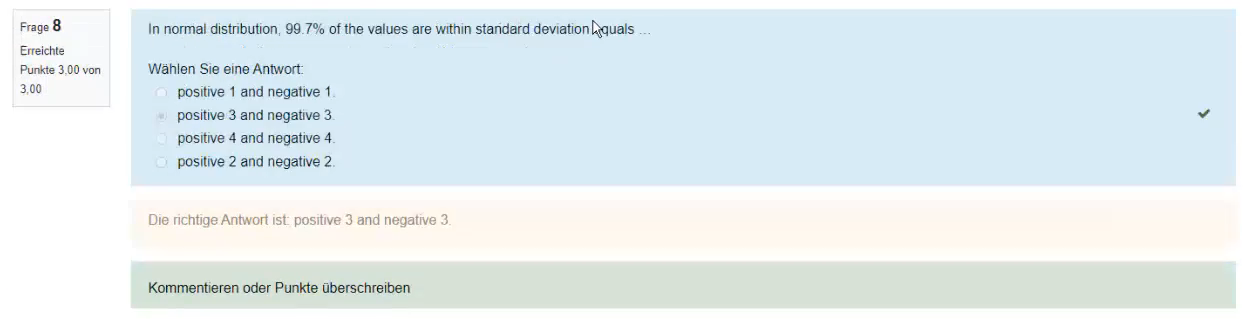 Frage 8
Erreichte
Punkte 3,00 von
3,00
In normal distribution, 99.7% of the values are within standard deviation equals ...
Wählen Sie eine Antwort:
positive 1 and negative 1.
positive 3 and negative 3.
positive 4 and negative 4.
positive 2 and negative 2.
Die richtige Antwort ist: positive 3 and negative 3.
Kommentieren oder Punkte überschreiben